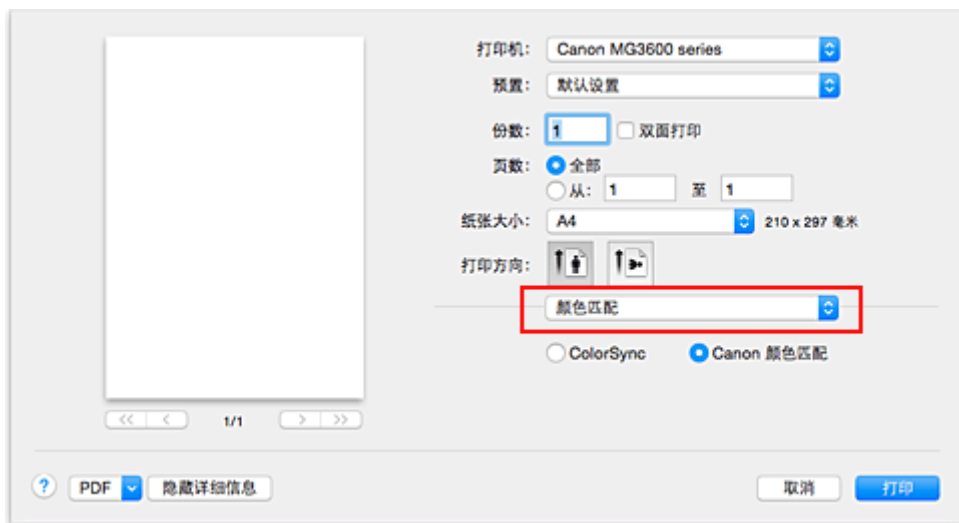 打印机： Canon MG3600 series
预置： 默认设置
份数： 1 双面打印
页数： 全部
从： 1 至 1
纸张大小： A4 210 x 297 毫米
打印方向：
颜色匹配
ColorSync Canon 颜色匹配
<< < 1/1 > >>
? PDF 隐藏详细信息 取消 打印